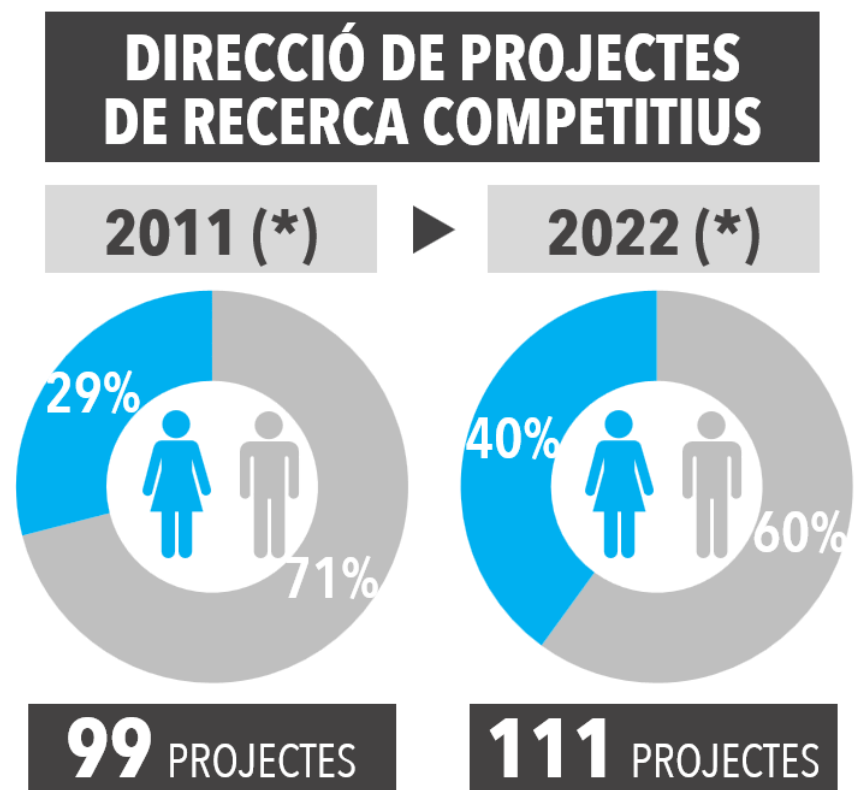 DIRECCIÓ DE PROJECTES
DE RECERCA COMPETITIUS
2011 (*)
2022 (*)
29%
71%
40%
60%
99 PROJECTES
111 PROJECTES